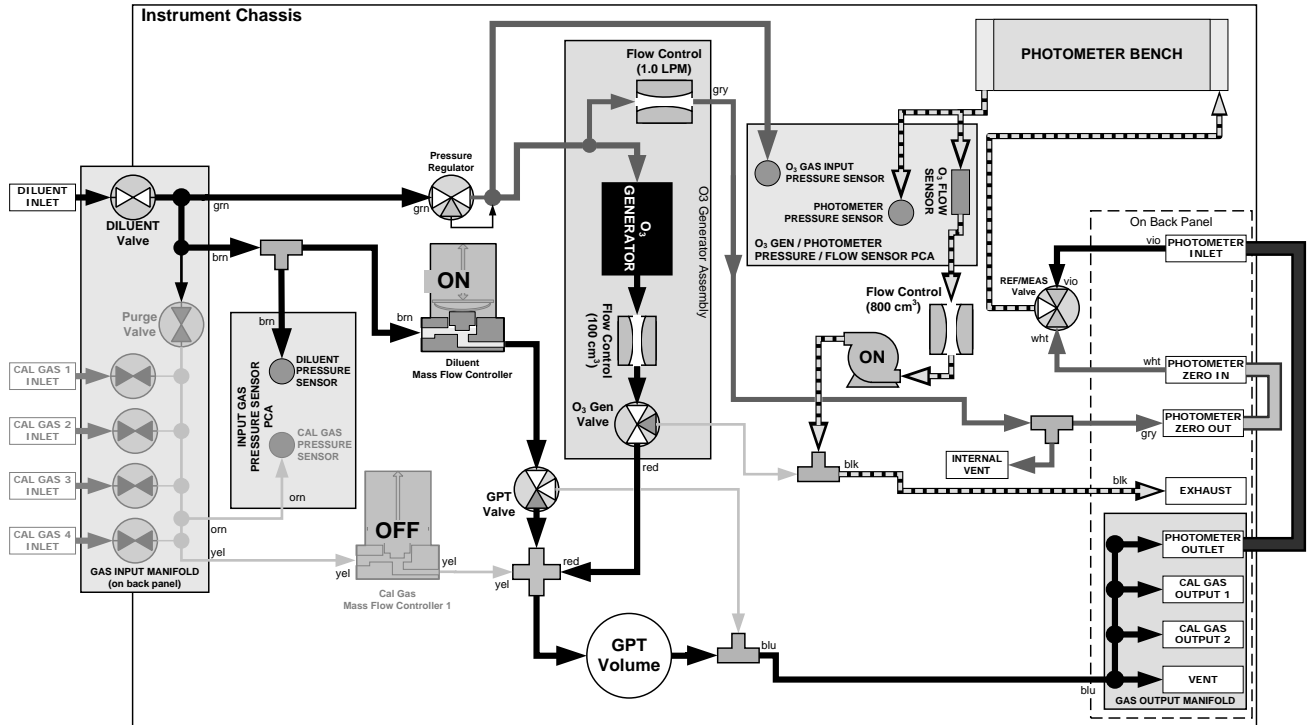 Instrument Chassis
Flow Control
(1.0 LPM)
gry
PHOTOMETER BENCH
Pressure
Regulator
DILUENT
INLET
DILUENT
Valve
grn
grn
brn
O3 GAS INPUT
PRESSURE SENSOR
O3 FLOW
SENSOR
PHOTOMETER
PRESSURE SENSOR
O3 GEN / PHOTOMETER
PRESSURE / FLOW SENSOR PCA
O3
GENERATOR
O3 Generator Assembly
On Back Panel
vio
PHOTOMETER
INLET
REF/MEAS
Valve
vio
ON
brn
Diluent
Mass Flow Controller
Purge
Valve
brn
DILUENT
PRESSURE
SENSOR
INPUT GAS
PRESSURE SENSOR
PCA
CAL GAS
PRESSURE
SENSOR
orn
Flow Control
(100 cm3)
Flow Control
(800 cm3)
ON
wht
wht
PHOTOMETER
ZERO IN
CAL GAS 1
INLET
CAL GAS 2
INLET
CAL GAS 3
INLET
CAL GAS 4
INLET
O3 Gen
Valve
red
gry
PHOTOMETER
ZERO OUT
INTERNAL
VENT
blk
blk
EXHAUST
GPT
Valve
orn
yel
OFF
yel
yel
yel
red
Cal Gas
Mass Flow Controller 1
GAS INPUT MANIFOLD
(on back panel)
PHOTOMETER
OUTLET
CAL GAS
OUTPUT 1
CAL GAS
OUTPUT 2
GPT
Volume
blu
blu
VENT
GAS OUTPUT MANIFOLD